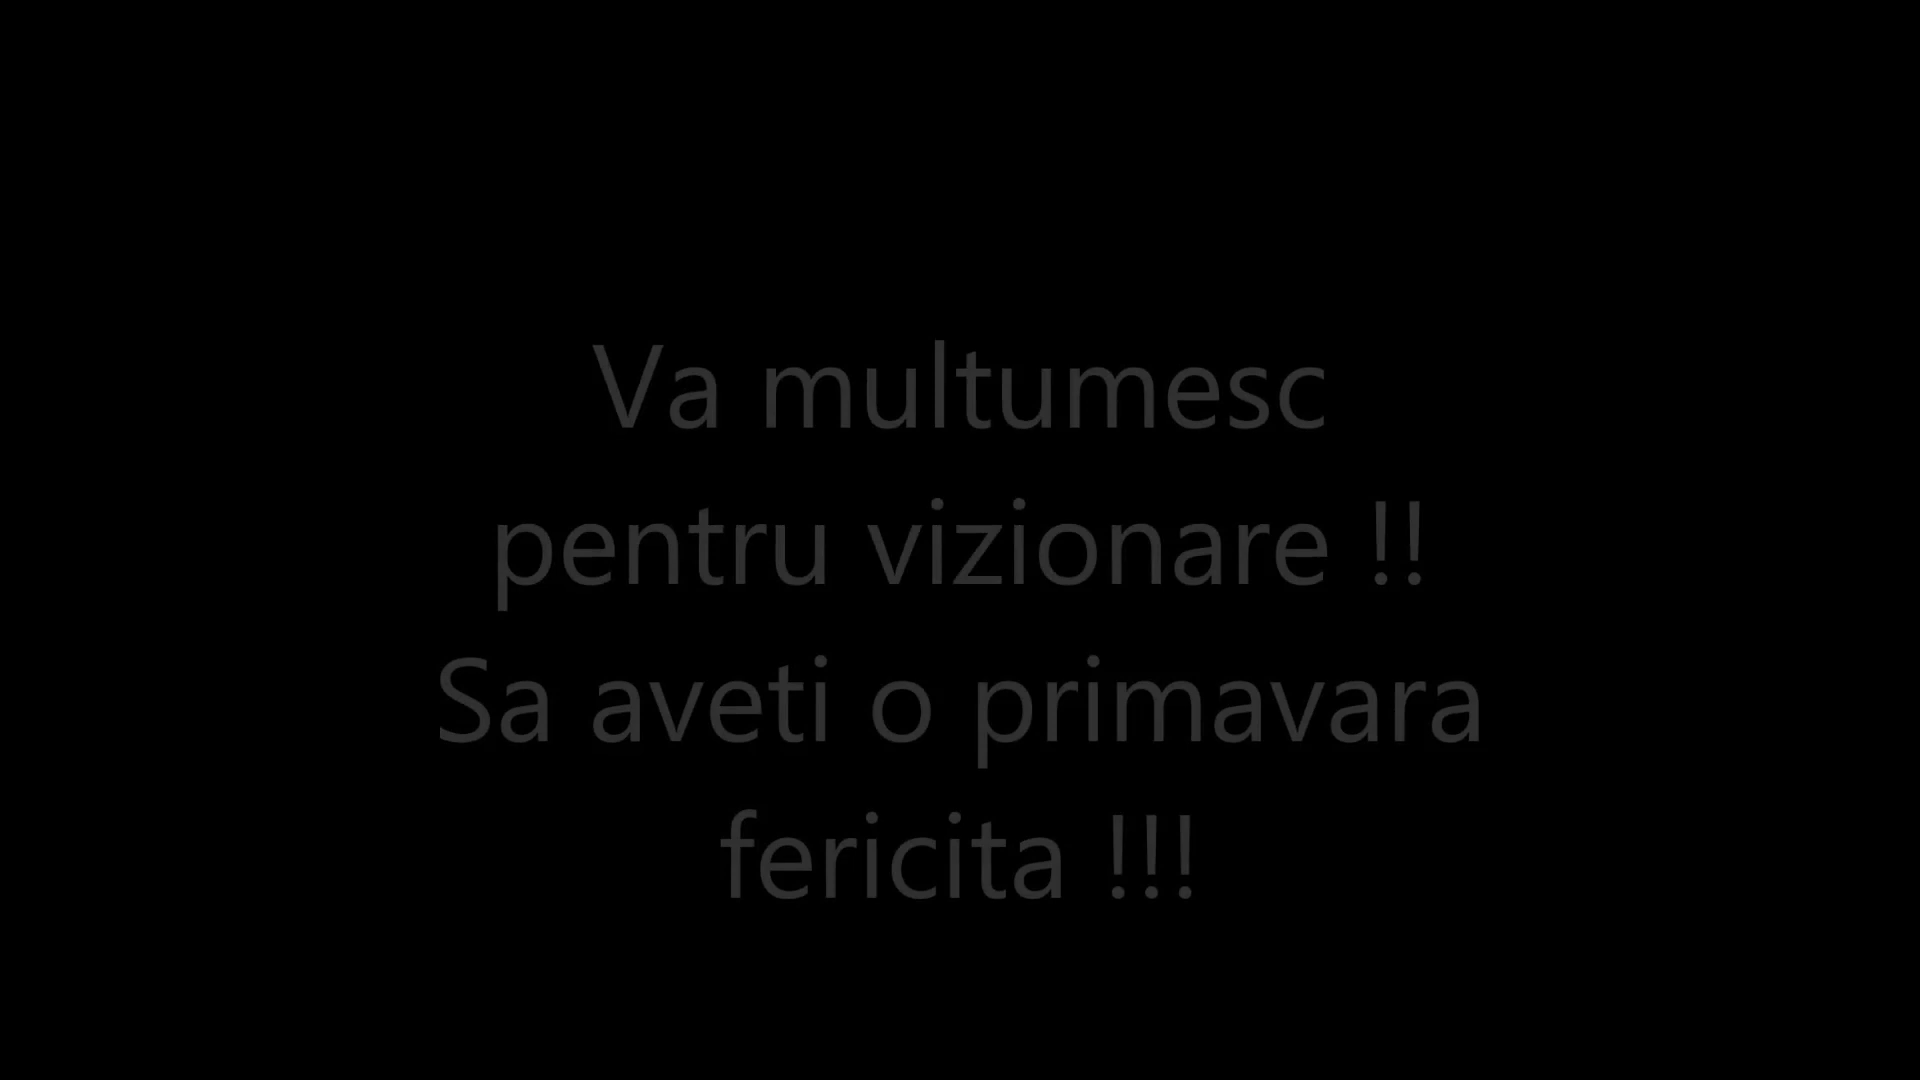 Va multumesc
pentru vizionare !!
Sa aveti o primavara
fericita !!!